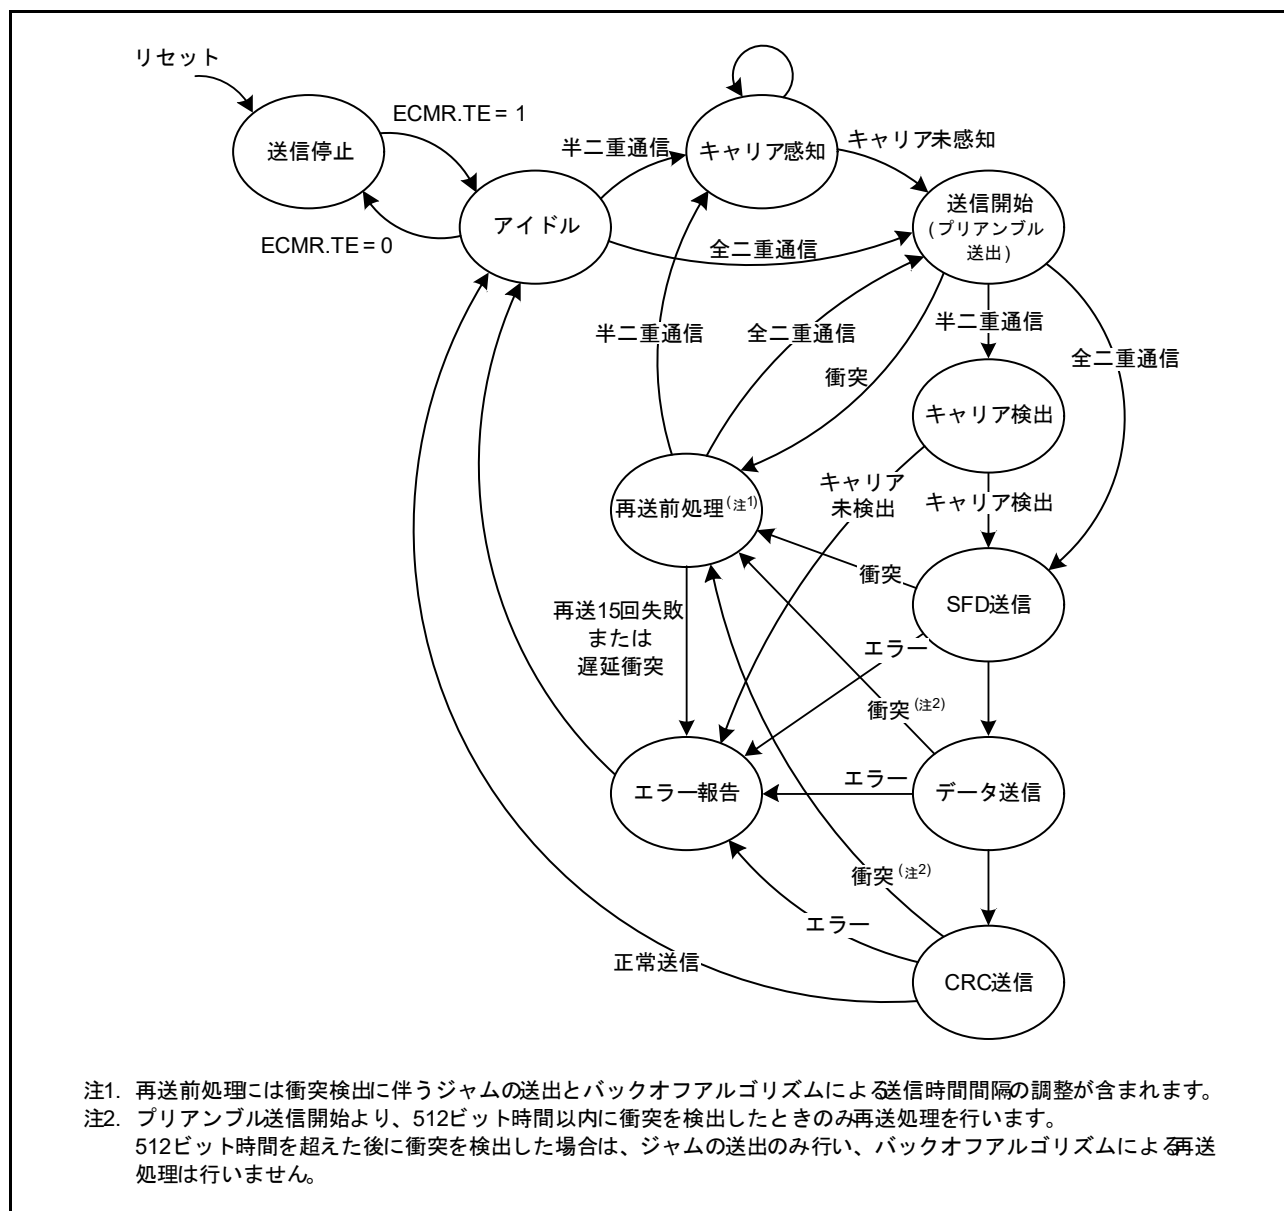 リセット
ECMR.TE = 1
送信停止
半二重通信
キャリア感知
キャリア未感知
アイドル
送信開始
(プリアンブル
送出)
ECMR.TE = 0
全二重通信
半二重通信
全二重通信
半二重通信
全二重通信
衝突
キャリア検出
キャリア
未検出
キャリア検出
再送前処理(注1)
衝突
SFD送信
再送15回失敗
または
遅延衝突
エラー
衝突(注2)
エラー報告
エラー
データ送信
衝突(注2)
エラー
正常送信
CRC送信
注1. 再送前処理には衝突検出に伴うジャムの送出とバックオフアルゴリズムによる送信時間間隔の調整が含まれます。
注2. プリアンブル送信開始より、512ビット時間以内に衝突を検出したときのみ再送処理を行います。
512ビット時間を超えた後に衝突を検出した場合は、ジャムの送出のみ行い、バックオフアルゴリズムによる再送
処理は行いません。